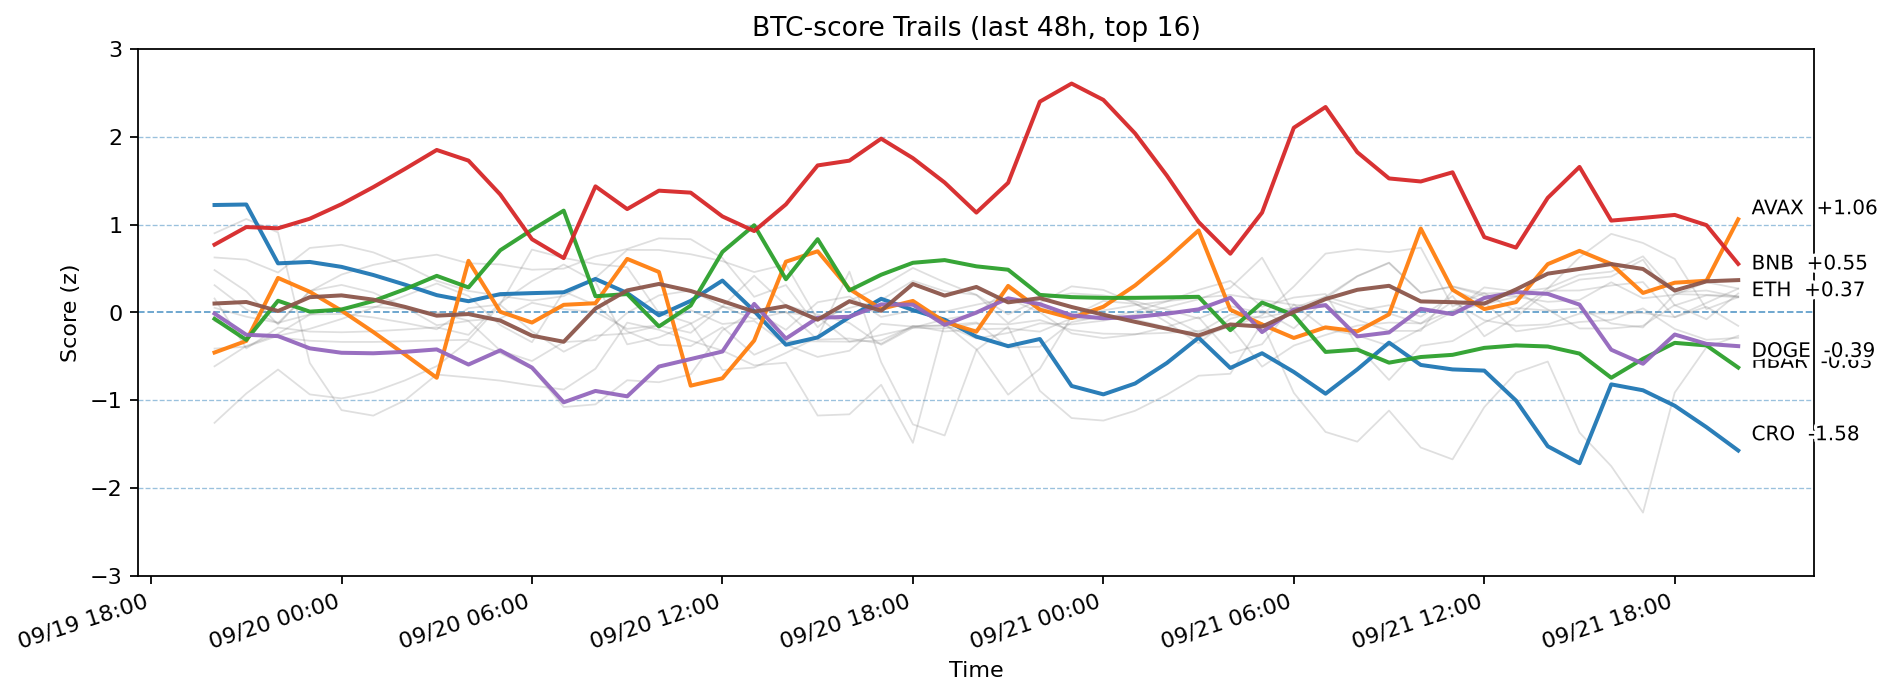 BTC-score Trails (last 48h, top 16)
3
2
1
0
−1
−2
−3
Score (z)
AVAX +1.06
BNB +0.55
ETH +0.37
DOGE -0.39
HBAR -0.63
CRO -1.58
09/19 18:00
09/20 00:00
09/20 06:00
09/20 12:00
09/20 18:00
09/21 00:00
09/21 06:00
09/21 12:00
09/21 18:00
Time